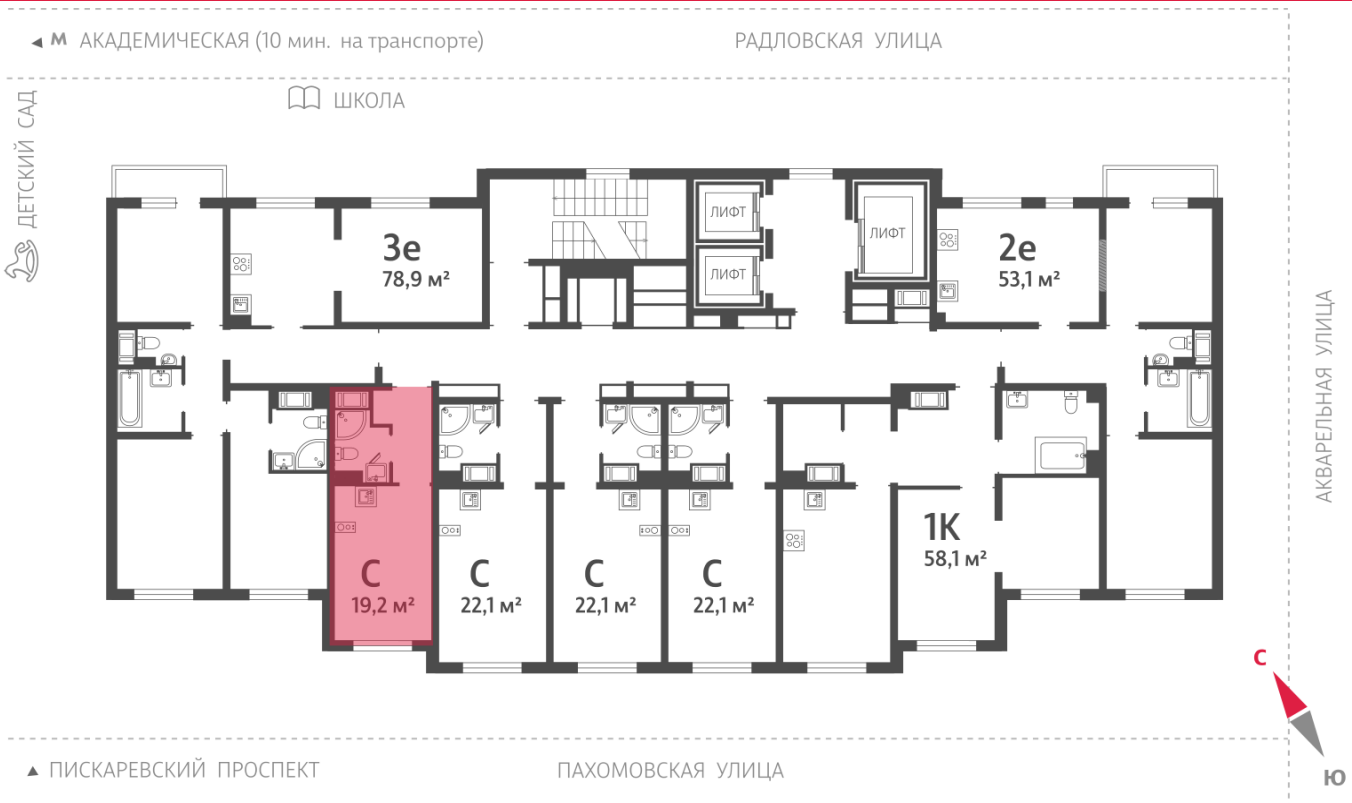 М АКАДЕМИЧЕСКАЯ (10 мин. на транспорте)
РАДЛОВСКАЯ УЛИЦА
ШКОЛА
ДЕТСКИЙ САД
3е
78,9 м²
ЛИФТ
ЛИФТ
ЛИФТ
2е
53,1 м²
АКВАРЕЛЬНАЯ УЛИЦА
1К
58,1 м²
С
19,2 м²
С
22,1 м²
С
22,1 м²
С
22,1 м²
С
Ю
ПИСКАРЕВСКИЙ ПРОСПЕКТ
ПАХОМОВСКАЯ УЛИЦА